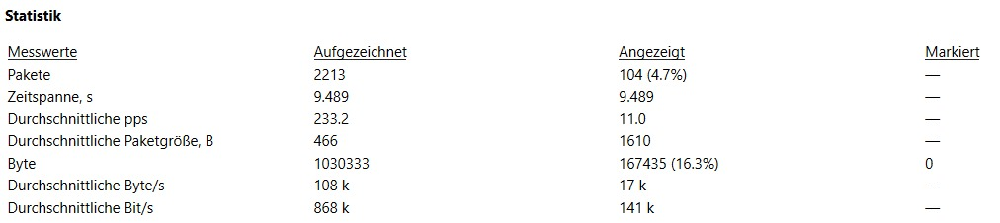 Statistik
Messwerte Aufgezeichnet Angezeigt Markiert
Pakete 2213 104 (4.7%) —
Zeitspanne, s 9.489 9.489 —
Durchschnittliche pps 233.2 11.0 —
Durchschnittliche Paketgröße, B 466 1610 —
Byte 1030333 167435 (16.3%) 0
Durchschnittliche Byte/s 108 k 17 k —
Durchschnittliche Bit/s 868 k 141 k —